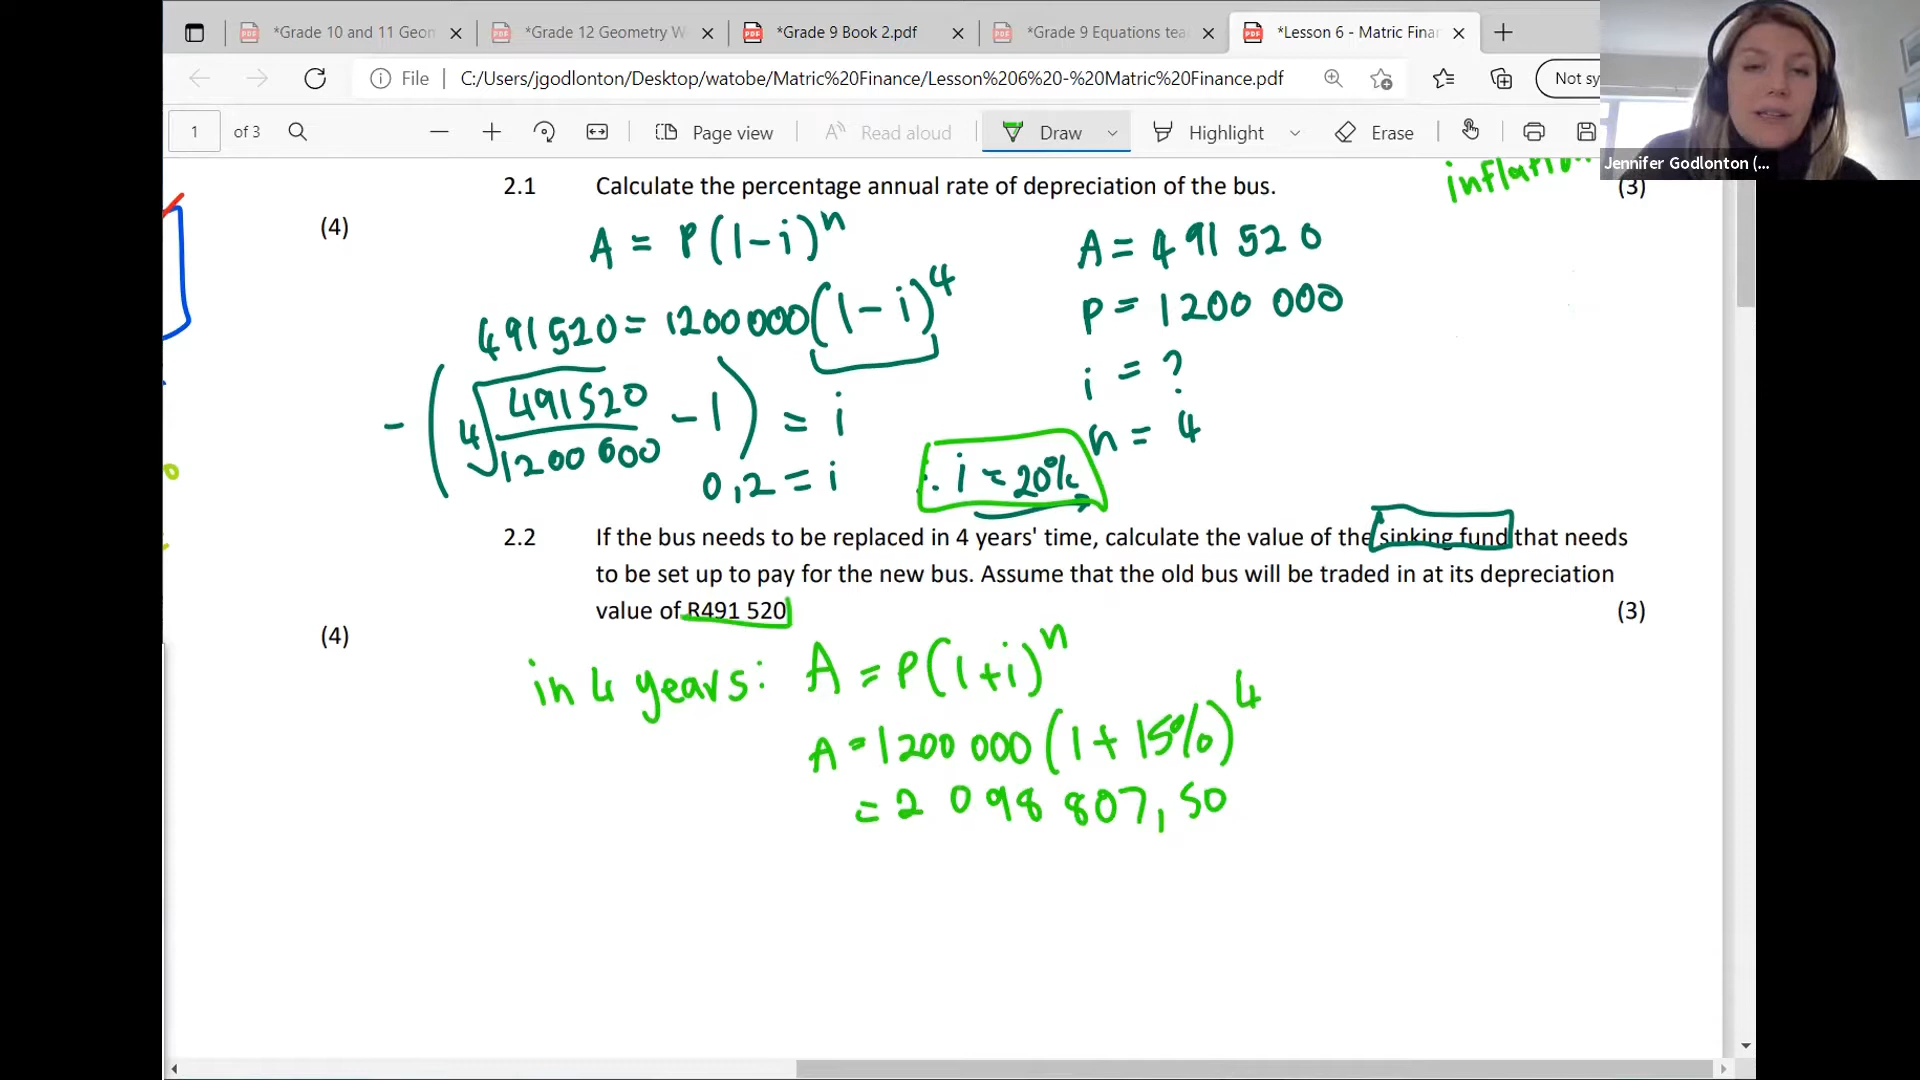 *Grade 10 and 11 Geom *Grade 12 Geometry W *Grade 9 Book 2.pdf *Grade 9 Equations tea *Lesson 6 - Matric Finan
File C:/Users/jgodlonton/Desktop/watobe/Matric%20Finance/Lesson%206%20-%20Matric%20Finance.pdf Not sy
1 of 3 Page view Read aloud Draw Highlight Erase
Jennifer Godlonton (...
inflation
2.1 Calculate the percentage annual rate of depreciation of the bus. (3)
(4)
A = P(1-i)^n
A = 491 520
491520 = 1200000(1-i)^4
P = 1200 000
i = ?
-(4√491520/1200 000 - 1) = i
n = 4
0,2 = i
∴ i = 20%
2.2 If the bus needs to be replaced in 4 years' time, calculate the value of the sinking fund that needs
to be set up to pay for the new bus. Assume that the old bus will be traded in at its depreciation
value of R491 520 (3)
(4)
in 4 years: A = P(1+i)^n
A = 1200 000 (1 + 15%)^4
= 2 098 807,50